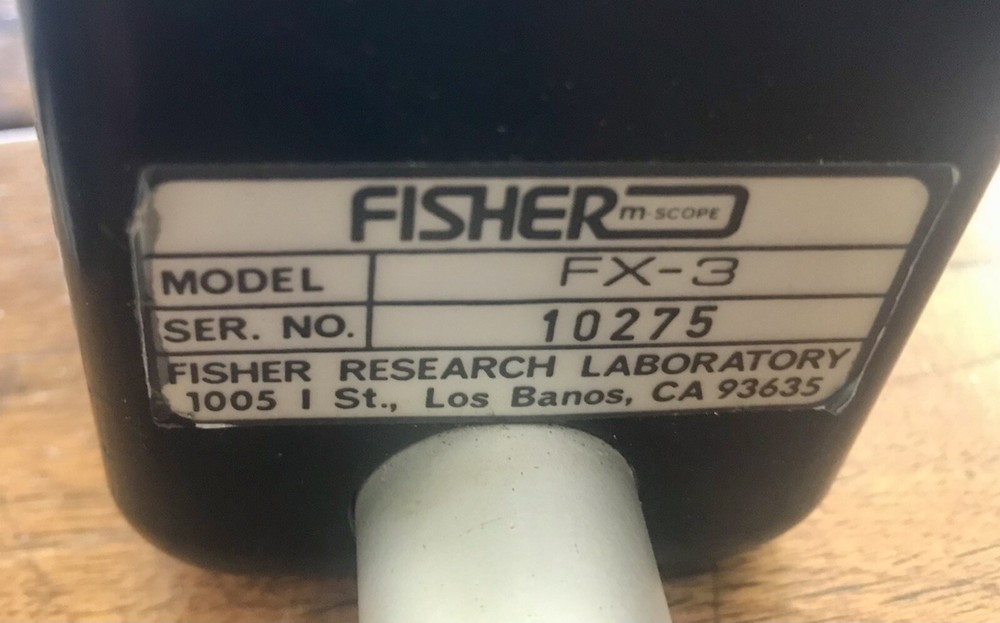 FISHER m-SCOPE
MODEL FX-3
SER. NO. 10275
FISHER RESEARCH LABORATORY
1005 I St., Los Banos, CA 93635